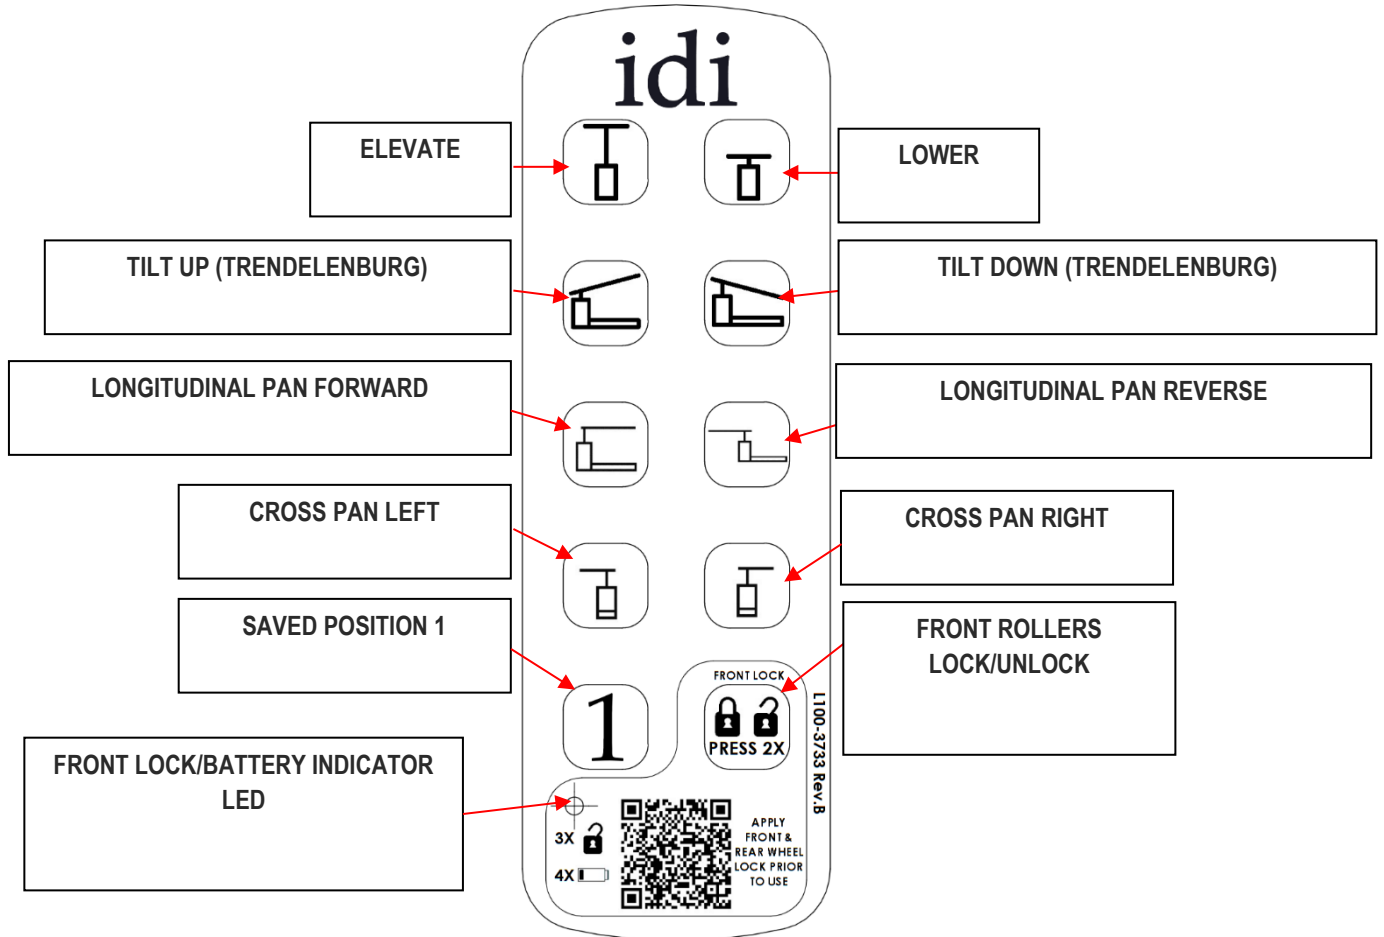 idi
ELEVATE
LOWER
TILT UP (TRENDELENBURG)
TILT DOWN (TRENDELENBURG)
LONGITUDINAL PAN FORWARD
LONGITUDINAL PAN REVERSE
CROSS PAN LEFT
CROSS PAN RIGHT
SAVED POSITION 1
FRONT ROLLERS
LOCK/UNLOCK
FRONT LOCK
1
PRESS 2X
L100-3733 Rev.B
FRONT LOCK/BATTERY INDICATOR
LED
3X
4X
APPLY
FRONT &
REAR WHEEL
LOCK PRIOR
TO USE